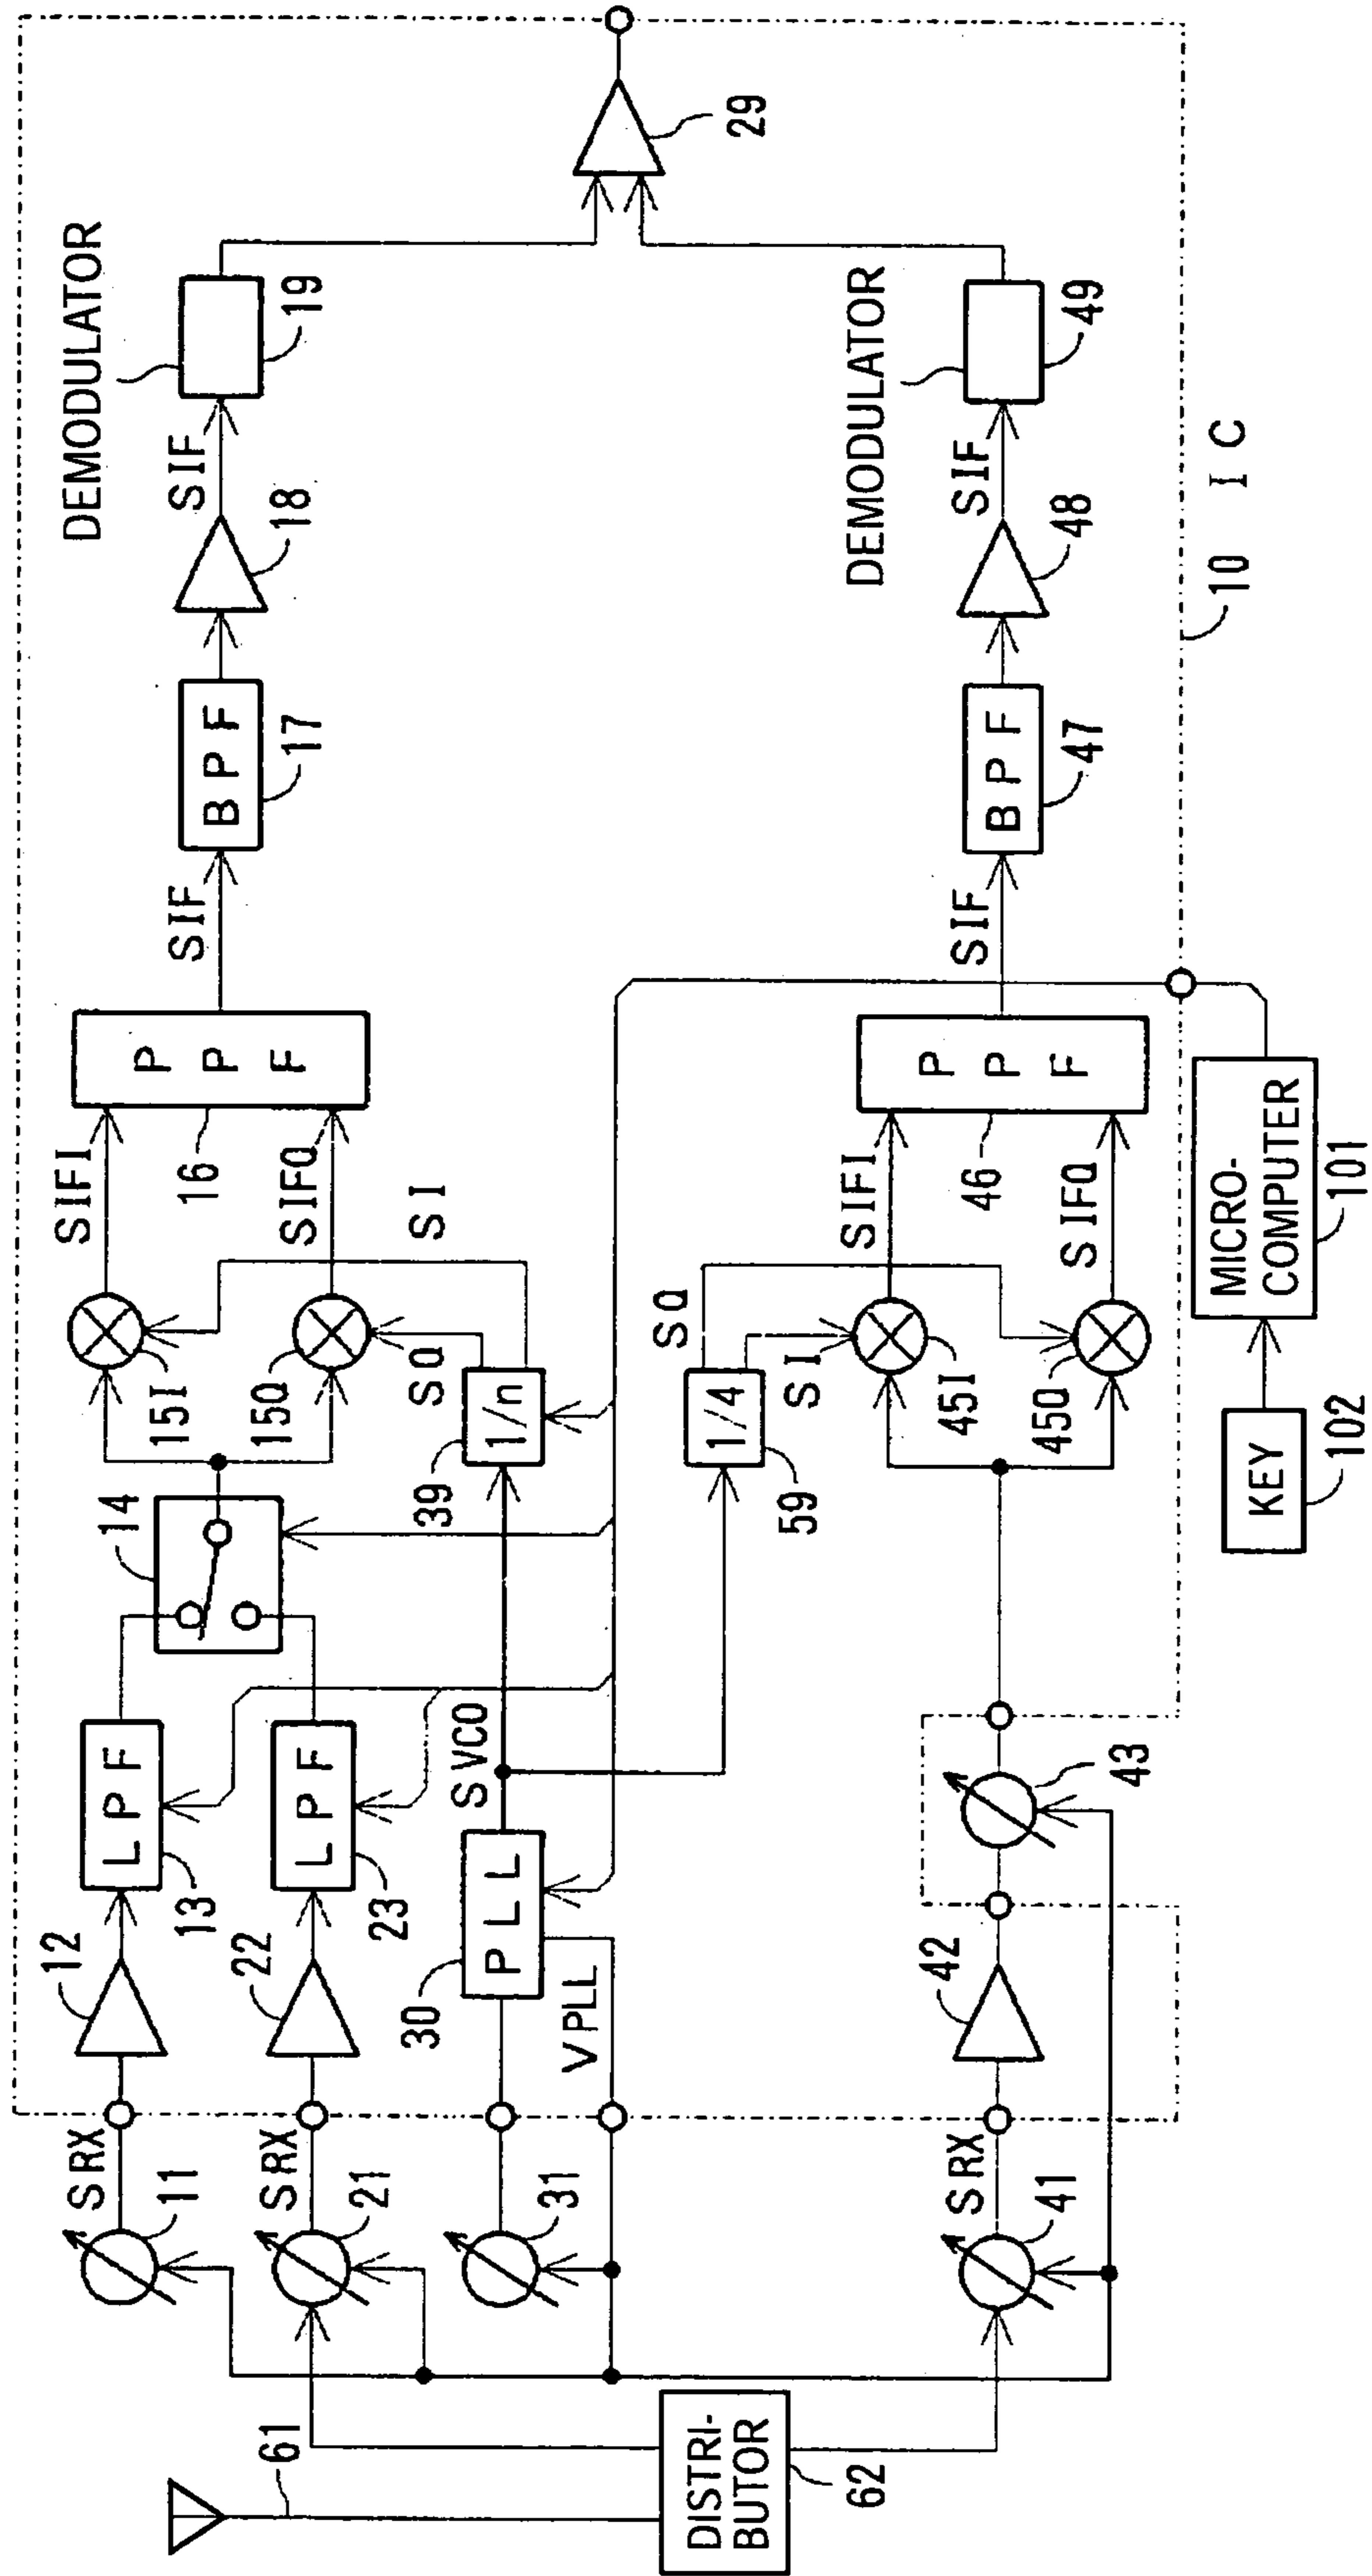 DEMODULATOR
19
SIF
18
BPF
17
SIF
PPF
16
SIFI
SIFQ
SI
15I
15Q
SQ
1/n
39
14
LPF
13
LPF
23
12
22
SVCO
PLL
30
VPLL
SRX
11
SRX
21
31
29
DEMODULATOR
49
SIF
48
BPF
47
SIF
PPF
46
SIFI
SIFQ
SQ
SI
1/4
59
45I
45Q
43
42
SRX
41
10 IC
MICRO-
COMPUTER
101
KEY
102
61
DISTRI-
BUTOR
62